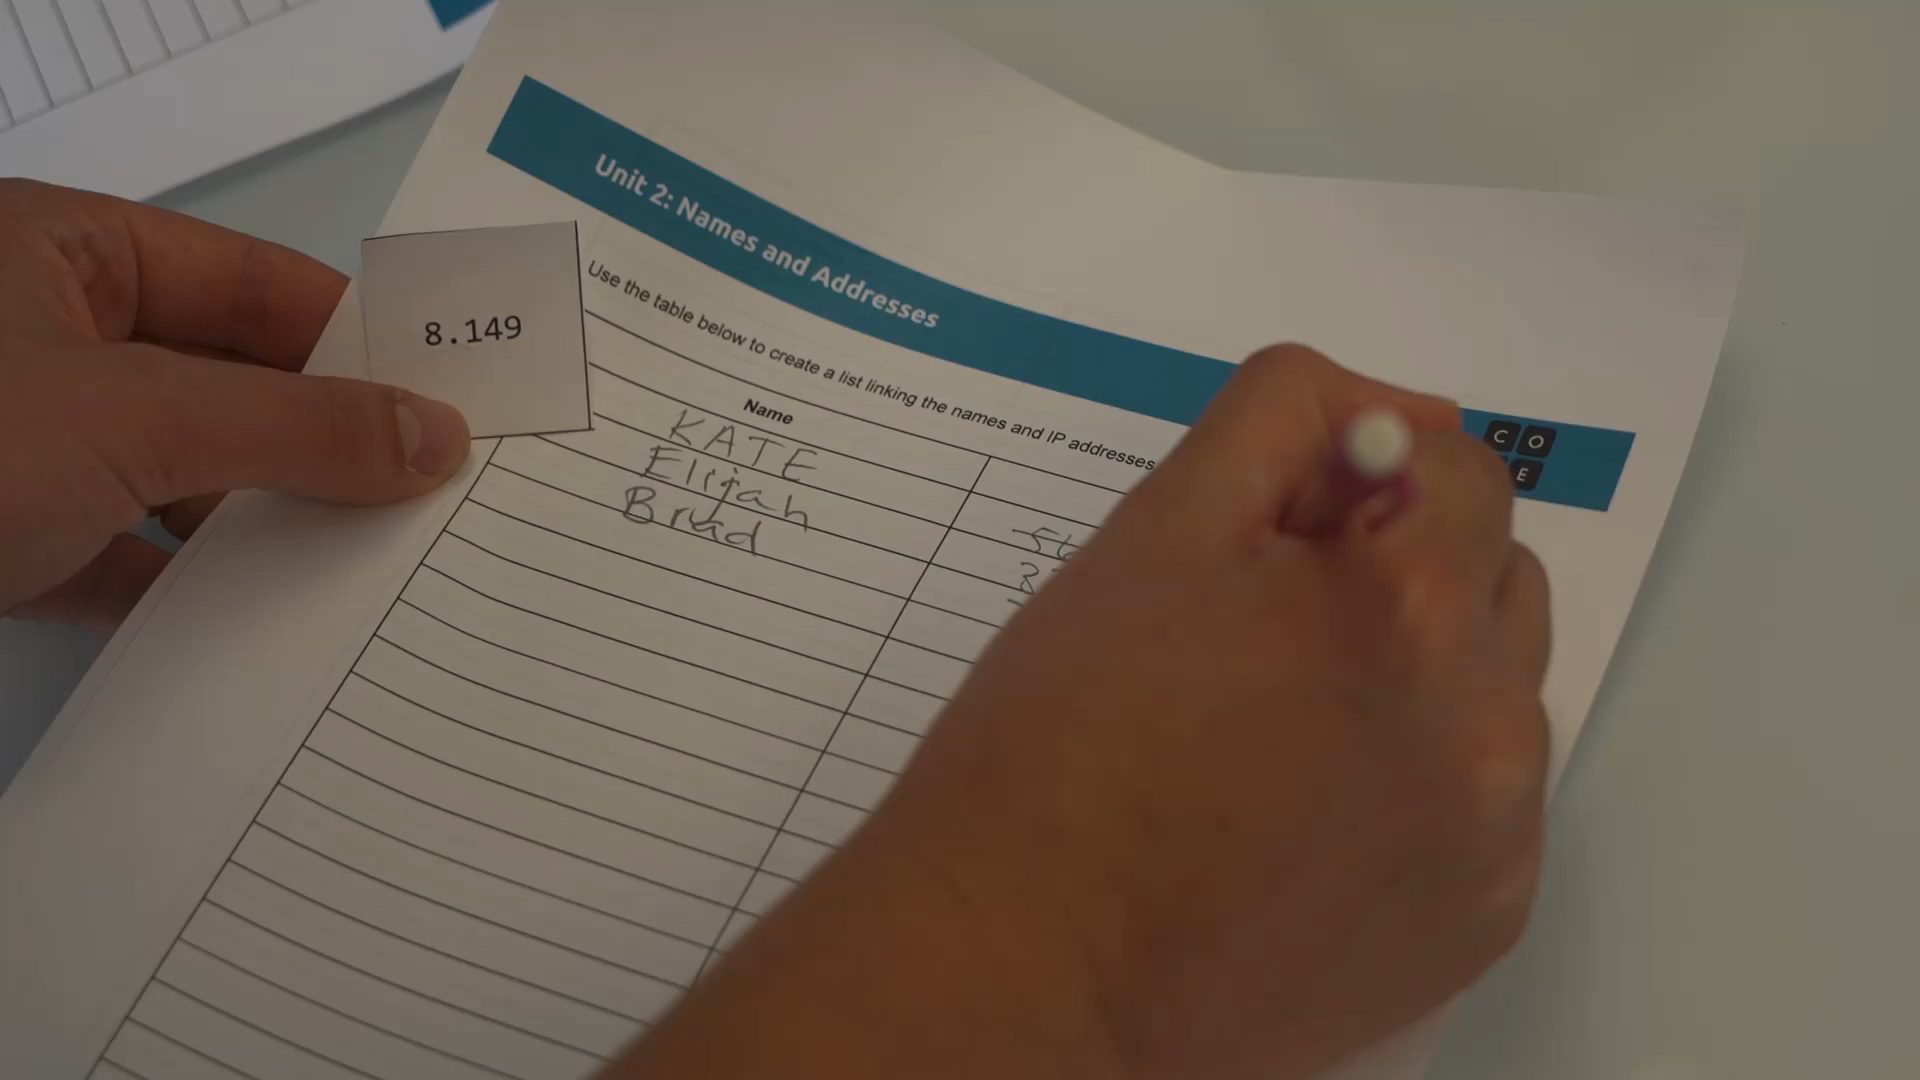 Unit 2: Names and Addresses
C O
E
8.149
Use the table below to create a list linking the names and IP addresses
Name
KATE
Elijah
Brad